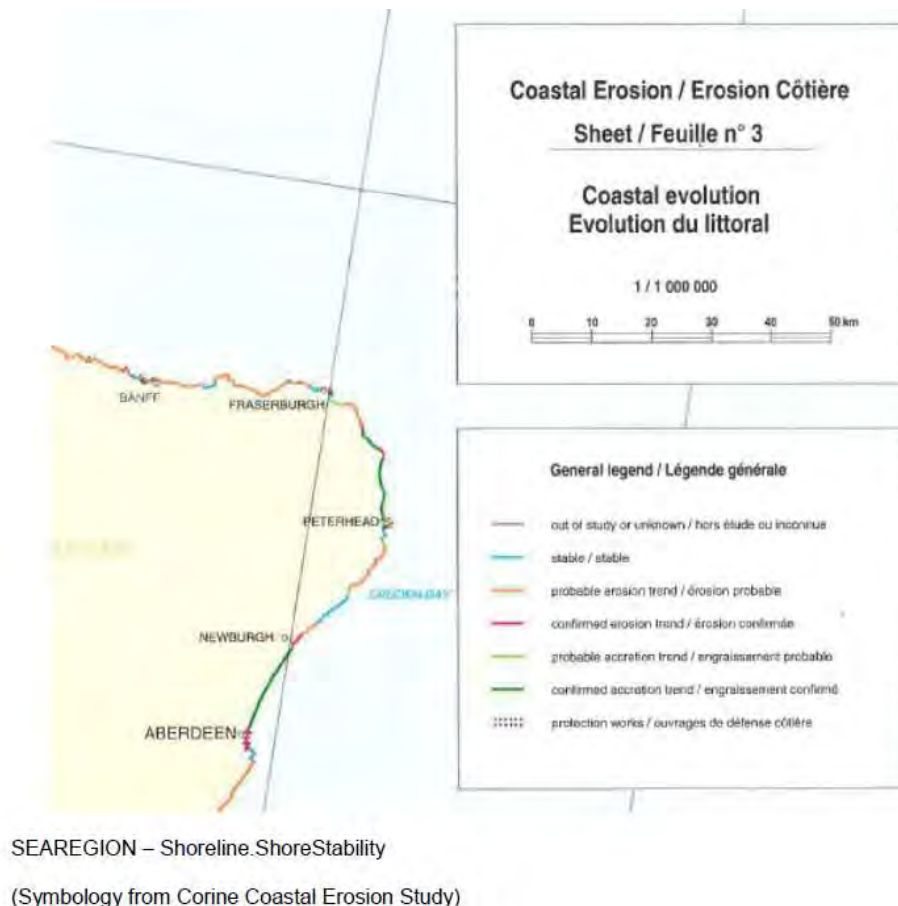 Coastal Erosion / Erosion Côtière
Sheet / Feuille n° 3
Coastal evolution
Evolution du littoral
1 / 1 000 000
0 10 20 30 40 50 km
BANFF
FRASERBURGH
PETERHEAD
CRUDEN BAY
NEWBURGH
ABERDEEN
General legend / Légende générale
out of study or unknown / hors étude ou inconnue
stable / stable
probable erosion trend / érosion probable
confirmed erosion trend / érosion confirmée
probable accretion trend / engraissement probable
confirmed accretion trend / engraissement confirmé
protection works / ouvrages de défense côtière
SEAREGION – Shoreline.ShoreStability
(Symbology from Corine Coastal Erosion Study)